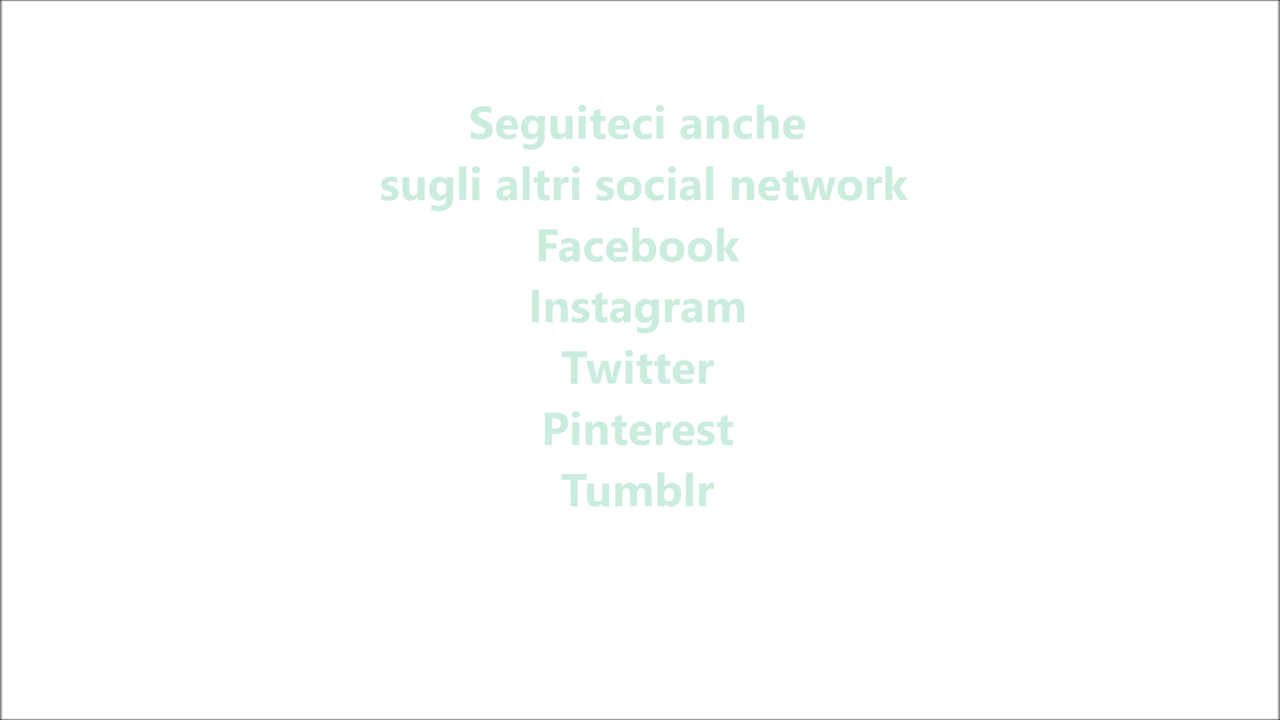 Seguiteci anche
sugli altri social network
Facebook
Instagram
Twitter
Pinterest
Tumblr